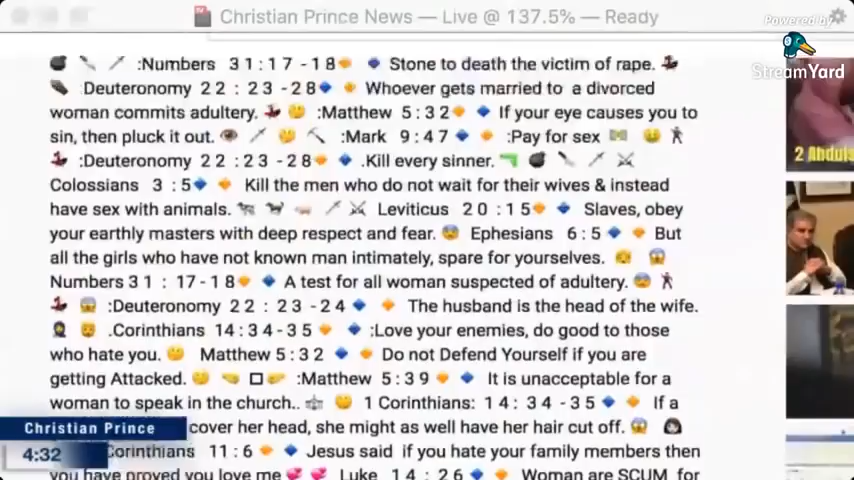 Christian Prince News — Live @ 137.5% — Ready
Powered by
StreamYard
:Numbers 31:17-18 Stone to death the victim of rape.
Deuteronomy 22:23-28 Whoever gets married to a divorced
woman commits adultery. :Matthew 5:32 If your eye causes you to
sin, then pluck it out. :Mark 9:47 :Pay for sex
:Deuteronomy 22:23-28 .Kill every sinner.
Colossians 3:5 Kill the men who do not wait for their wives & instead
have sex with animals. Leviticus 20:15 Slaves, obey
your earthly masters with deep respect and fear. Ephesians 6:5 But
all the girls who have not known man intimately, spare for yourselves.
Numbers 31 : 17-18 A test for all woman suspected of adultery.
:Deuteronomy 22:23-24 The husband is the head of the wife.
.Corinthians 14:34-35 :Love your enemies, do good to those
who hate you. Matthew 5:32 Do not Defend Yourself if you are
getting Attacked. :Matthew 5:39 It is unacceptable for a
woman to speak in the church.. 1 Corinthians: 14:34-35 If a
cover her head, she might as well have her hair cut off.
Corinthians 11:6 Jesus said if you hate your family members then
you have proved you love me Luke 14:26 Woman are SCUM for
2 Abduls
Christian Prince
4:32